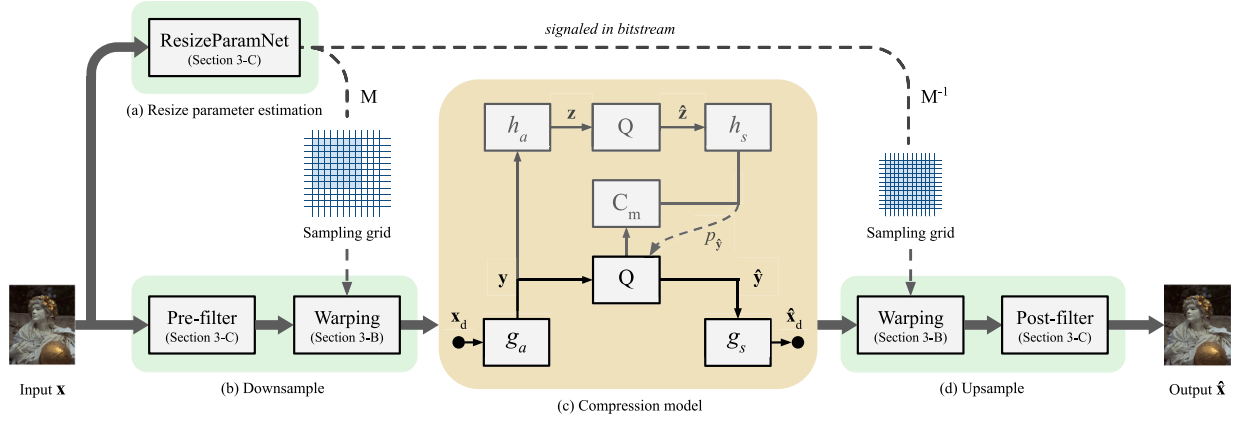 ResizeParamNet
(Section 3-C)
(a) Resize parameter estimation
signaled in bitstream
M
M⁻¹
Sampling grid
Sampling grid
h_a
z
Q
ẑ
h_s
C_m
p_ŷ
y
Q
ŷ
x_d
g_a
g_s
x̂_d
Pre-filter
(Section 3-C)
Warping
(Section 3-B)
Warping
(Section 3-B)
Post-filter
(Section 3-C)
Input x
(b) Downsample
(c) Compression model
(d) Upsample
Output x̂